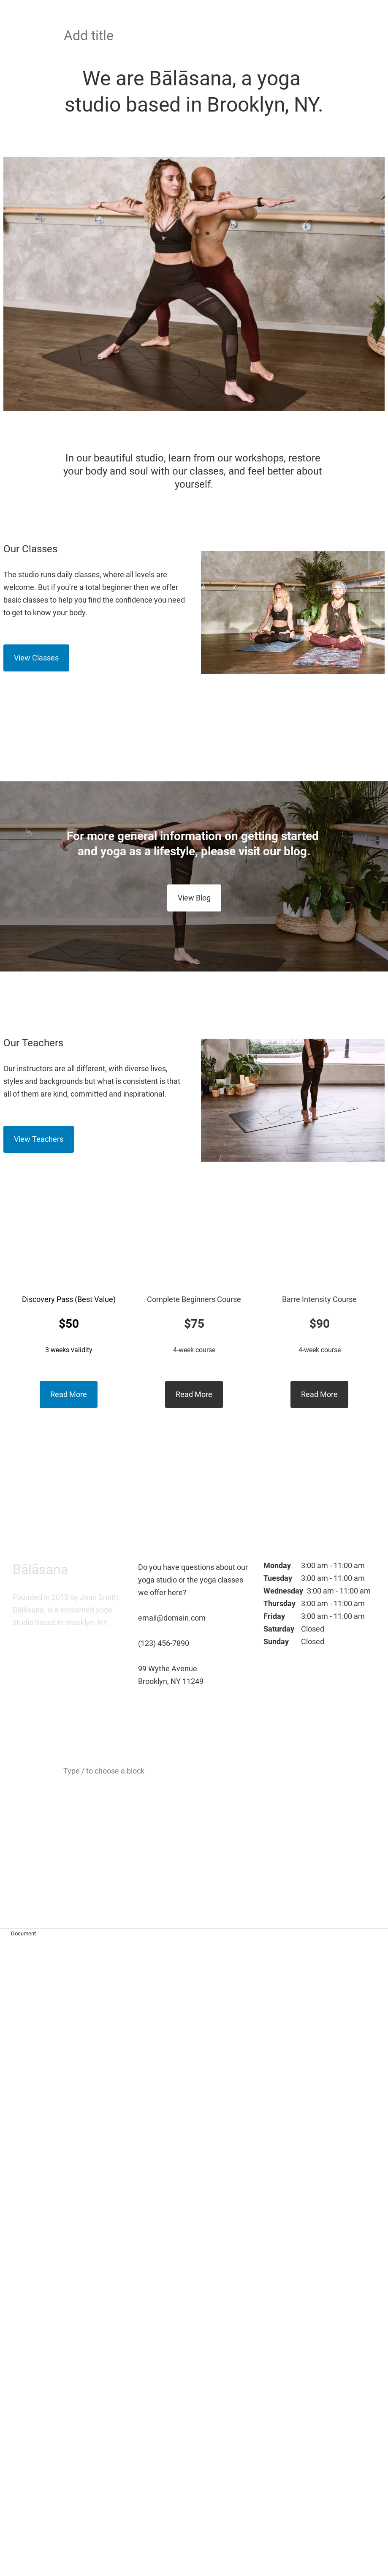 Add title
We are Bālāsana, a yoga
studio based in Brooklyn, NY.
In our beautiful studio, learn from our workshops, restore
your body and soul with our classes, and feel better about
yourself.
Our Classes
The studio runs daily classes, where all levels are
welcome. But if you’re a total beginner then we offer
basic classes to help you find the confidence you need
to get to know your body.
View Classes
For more general information on getting started
and yoga as a lifestyle, please visit our blog.
View Blog
Our Teachers
Our instructors are all different, with diverse lives,
styles and backgrounds but what is consistent is that
all of them are kind, committed and inspirational.
View Teachers
Discovery Pass (Best Value)
$50
3 weeks validity
Read More
Complete Beginners Course
$75
4-week course
Read More
Barre Intensity Course
$90
4-week course
Read More
Bālāsana
Founded in 2015 by Joan Smith,
Bālāsana, is a renowned yoga
studio based in Brooklyn, NY.
Do you have questions about our
yoga studio or the yoga classes
we offer here?
email@domain.com
(123) 456-7890
99 Wythe Avenue
Brooklyn, NY 11249
Monday 3:00 am - 11:00 am
Tuesday 3:00 am - 11:00 am
Wednesday 3:00 am - 11:00 am
Thursday 3:00 am - 11:00 am
Friday 3:00 am - 11:00 am
Saturday Closed
Sunday Closed
Type / to choose a block
Document